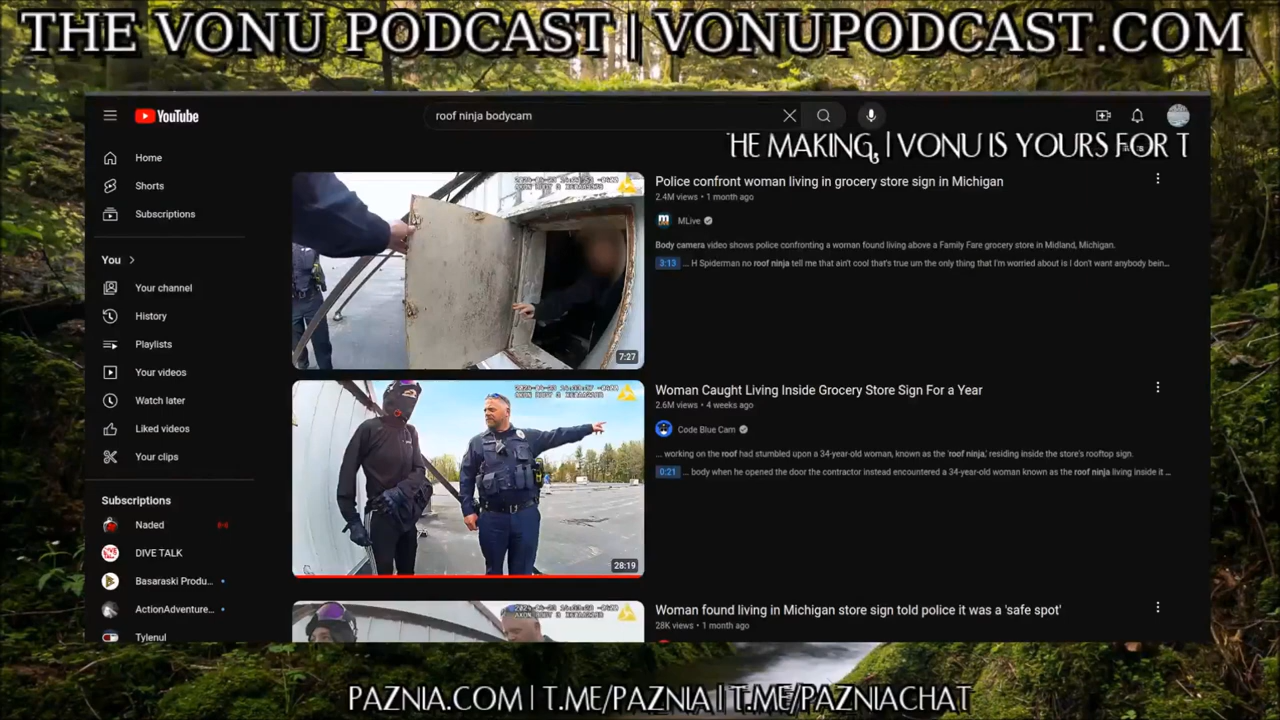 THE VONU PODCAST | VONUPODCAST.COM
YouTube
roof ninja bodycam
HE MAKING, | VONU IS YOURS FOR T
Home
Shorts
Subscriptions
You
Your channel
History
Playlists
Your videos
Watch later
Liked videos
Your clips
Subscriptions
Naded
DIVE TALK
Basaraski Produ...
ActionAdventure...
Tylenul
7:27
Police confront woman living in grocery store sign in Michigan
2.4M views • 1 month ago
MLive
Body camera video shows police confronting a woman found living above a Family Fare grocery store in Midland, Michigan.
3:13 ... H Spiderman no roof ninja tell me that ain't cool that's true um the only thing that I'm worried about is I don't want anybody bein...
28:19
Woman Caught Living Inside Grocery Store Sign For a Year
2.6M views • 4 weeks ago
Code Blue Cam
... working on the roof had stumbled upon a 34-year-old woman, known as the 'roof ninja,' residing inside the store's rooftop sign.
0:21 ... body when he opened the door the contractor instead encountered a 34-year-old woman known as the roof ninja living inside it ...
Woman found living in Michigan store sign told police it was a 'safe spot'
28K views • 1 month ago
PAZNIA.COM | T.ME/PAZNIA | T.ME/PAZNIACHAT